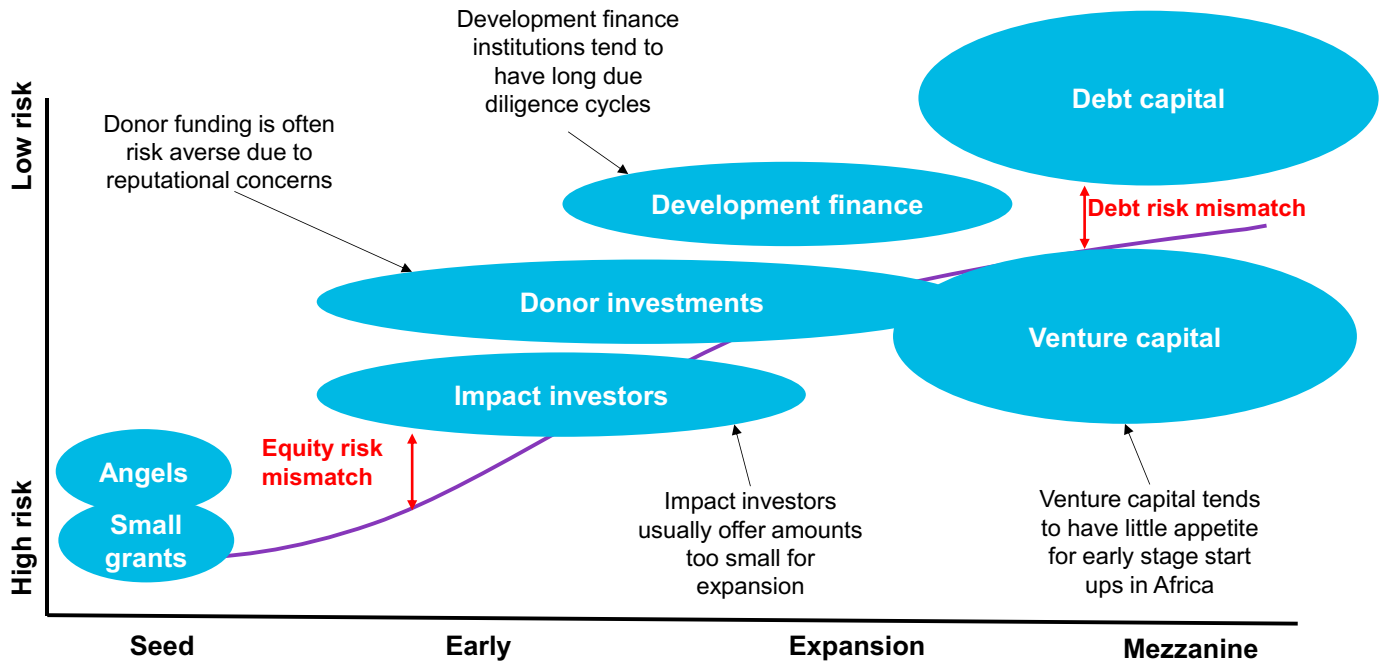 Development finance
institutions tend to
have long due
diligence cycles
Donor funding is often
risk averse due to
reputational concerns
Low risk
High risk
Debt capital
Development finance
Debt risk mismatch
Donor investments
Venture capital
Impact investors
Equity risk
mismatch
Angels
Small
grants
Impact investors
usually offer amounts
too small for
expansion
Venture capital tends
to have little appetite
for early stage start
ups in Africa
Seed
Early
Expansion
Mezzanine